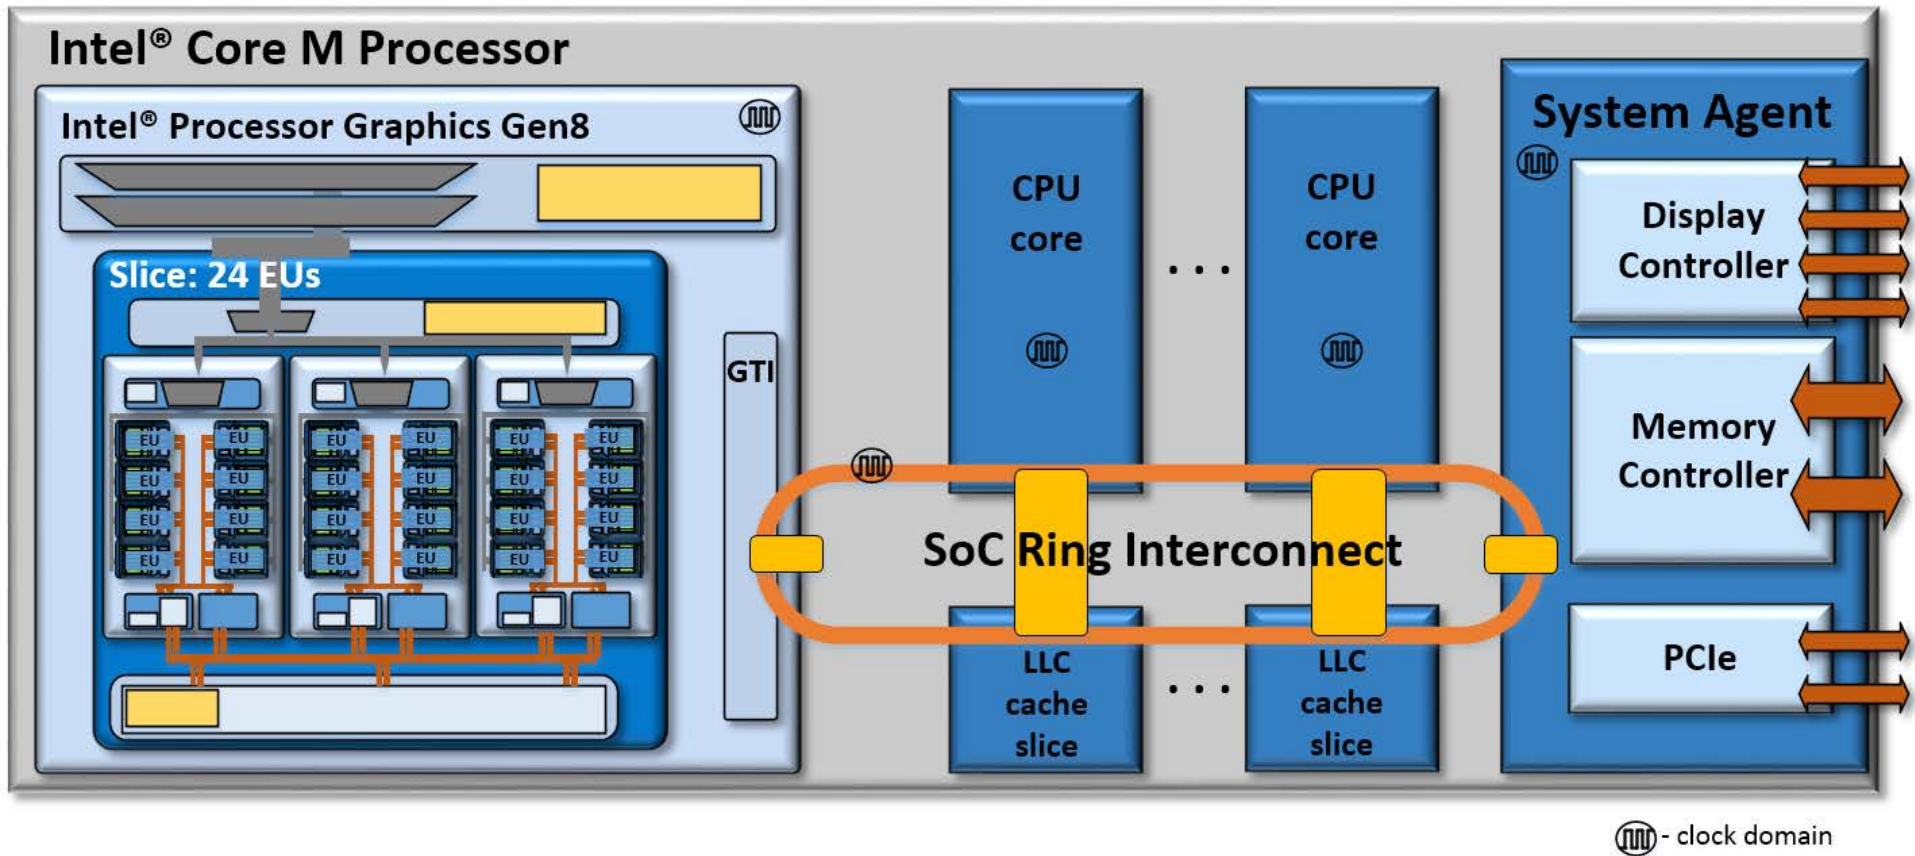 Intel® Core M Processor
Intel® Processor Graphics Gen8
Slice: 24 EUs
EU EU EU EU EU EU
EU EU EU EU EU EU
EU EU EU EU EU EU
EU EU EU EU EU EU
GTI
CPU
core
. . .
CPU
core
SoC Ring Interconnect
LLC
cache
slice
. . .
LLC
cache
slice
System Agent
Display
Controller
Memory
Controller
PCIe
- clock domain